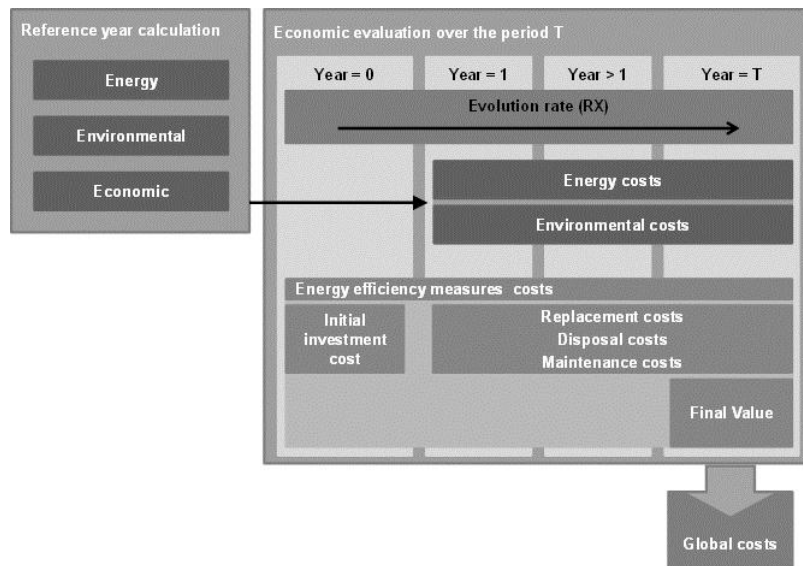 Reference year calculation
Energy
Environmental
Economic
Economic evaluation over the period T
Year = 0
Year = 1
Year > 1
Year = T
Evolution rate (RX)
Energy costs
Environmental costs
Energy efficiency measures costs
Initial
investment
cost
Replacement costs
Disposal costs
Maintenance costs
Final Value
Global costs